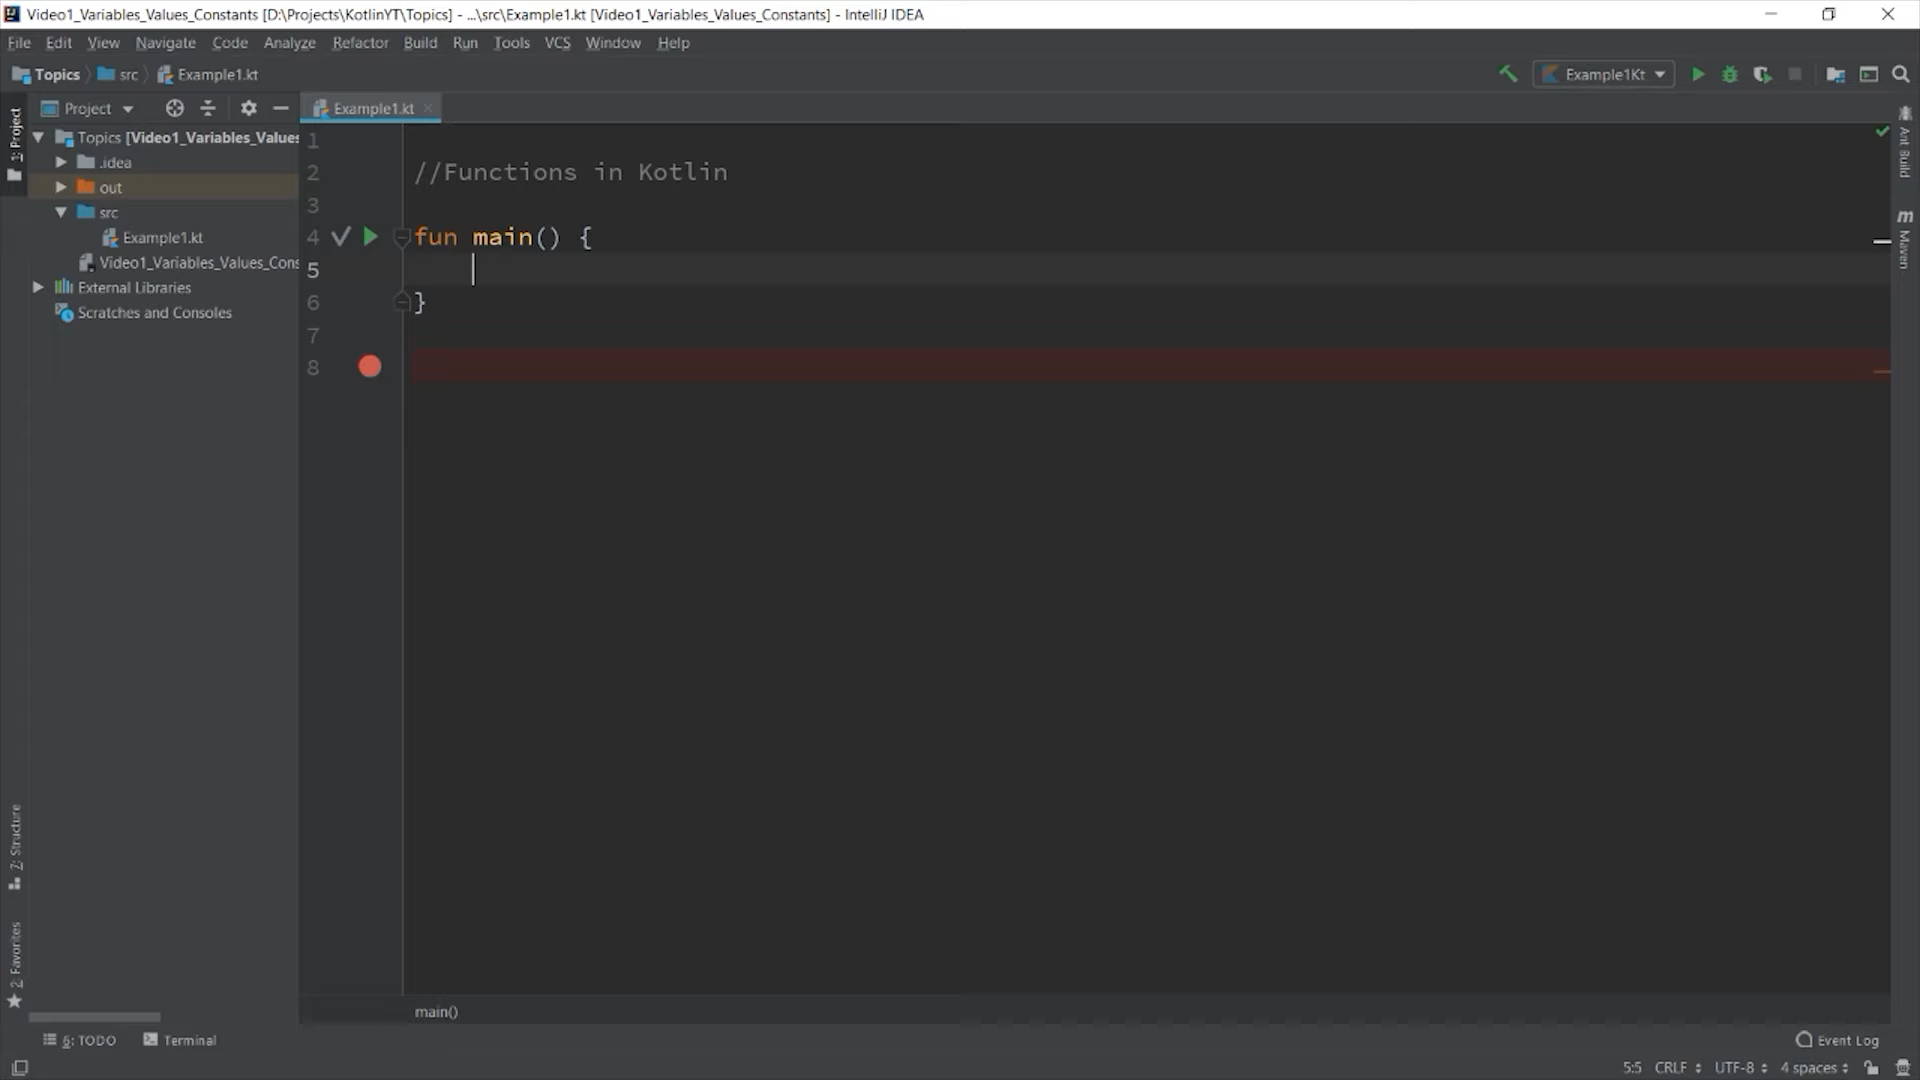 Video1_Variables_Values_Constants [D:\Projects\KotlinYT\Topics] - ...\src\Example1.kt [Video1_Variables_Values_Constants] - IntelliJ IDEA
File Edit View Navigate Code Analyze Refactor Build Run Tools VCS Window Help
Topics src Example1.kt Example1Kt
1: Project
Project
Example1.kt
Topics [Video1_Variables_Values
.idea
out
src
Example1.kt
Video1_Variables_Values_Cons
External Libraries
Scratches and Consoles
1
2 //Functions in Kotlin
3
4 fun main() {
5
6 }
7
8
main()
Ant Build
m Maven
Z: Structure
2: Favorites
6: TODO Terminal Event Log
5:5 CRLF UTF-8 4 spaces